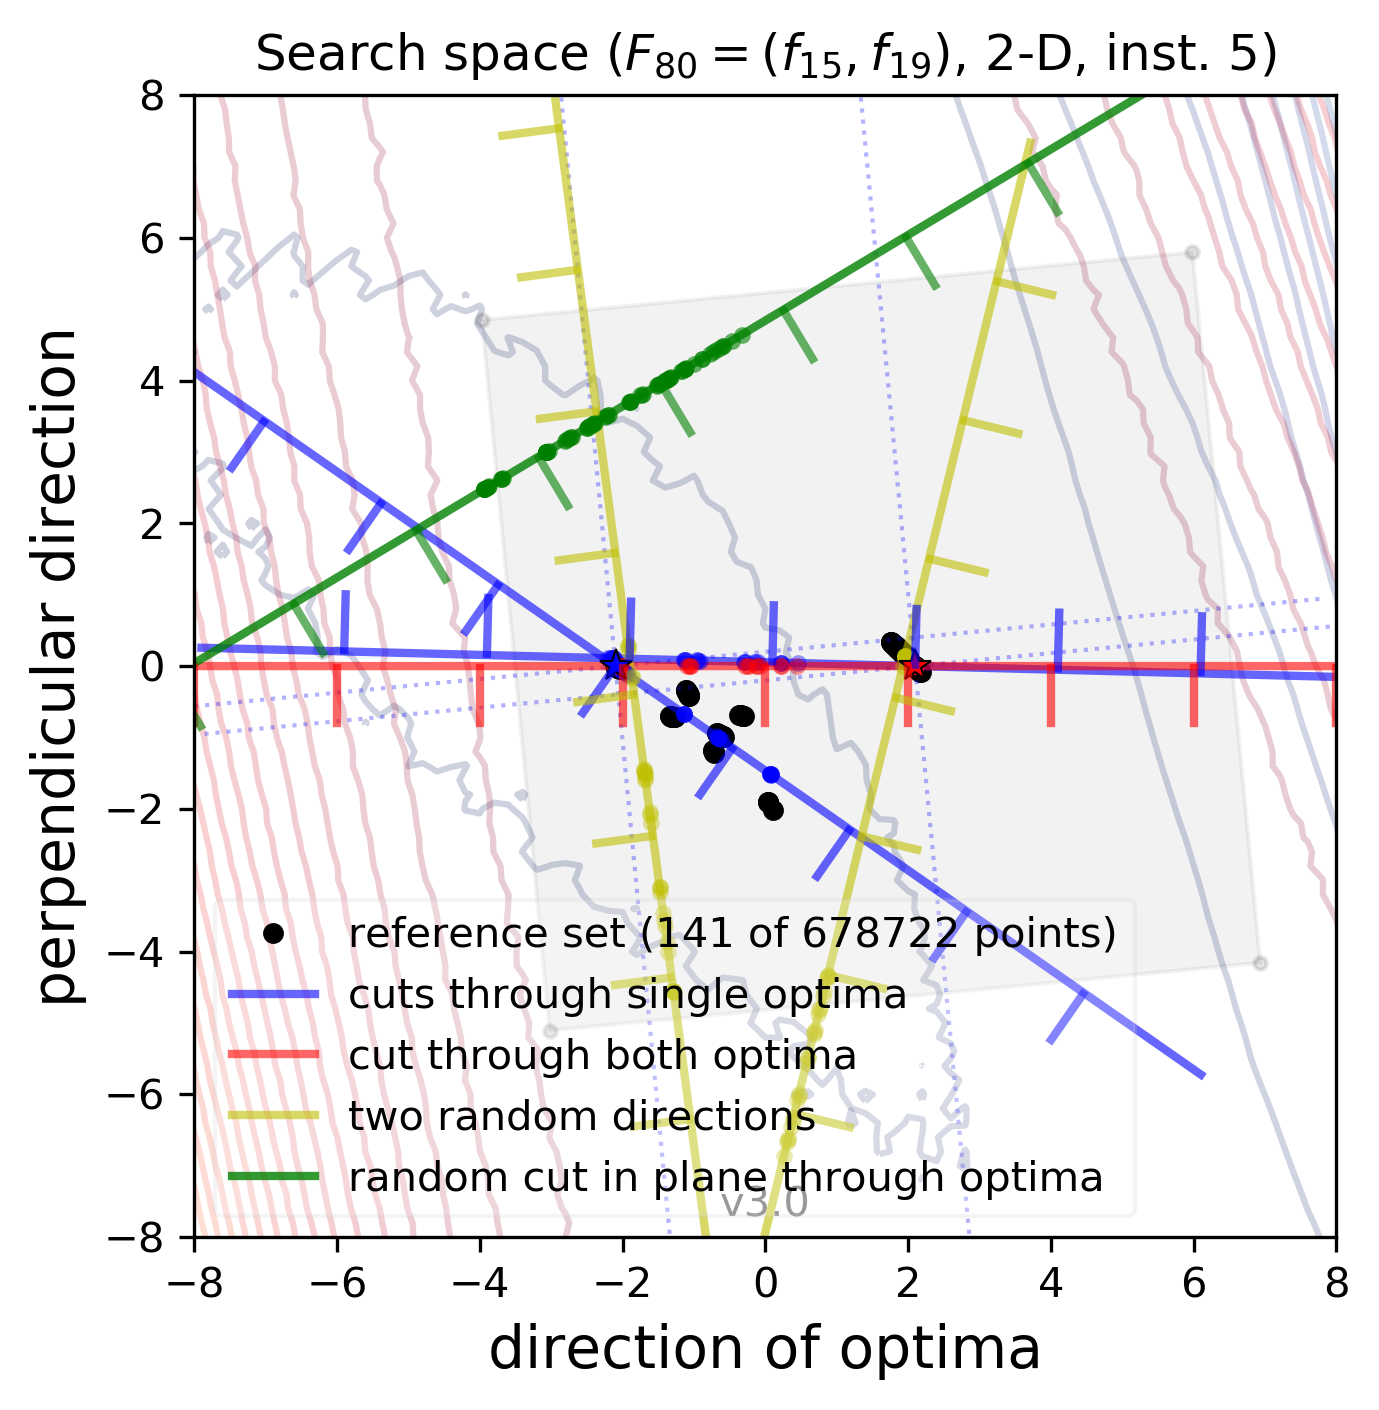 Search space (F80 = (f15, f19), 2-D, inst. 5)
8
6
4
2
0
−2
−4
−6
−8
perpendicular direction
reference set (141 of 678722 points)
cuts through single optima
cut through both optima
two random directions
random cut in plane through optima
v3.0
−8 −6 −4 −2 0 2 4 6 8
direction of optima